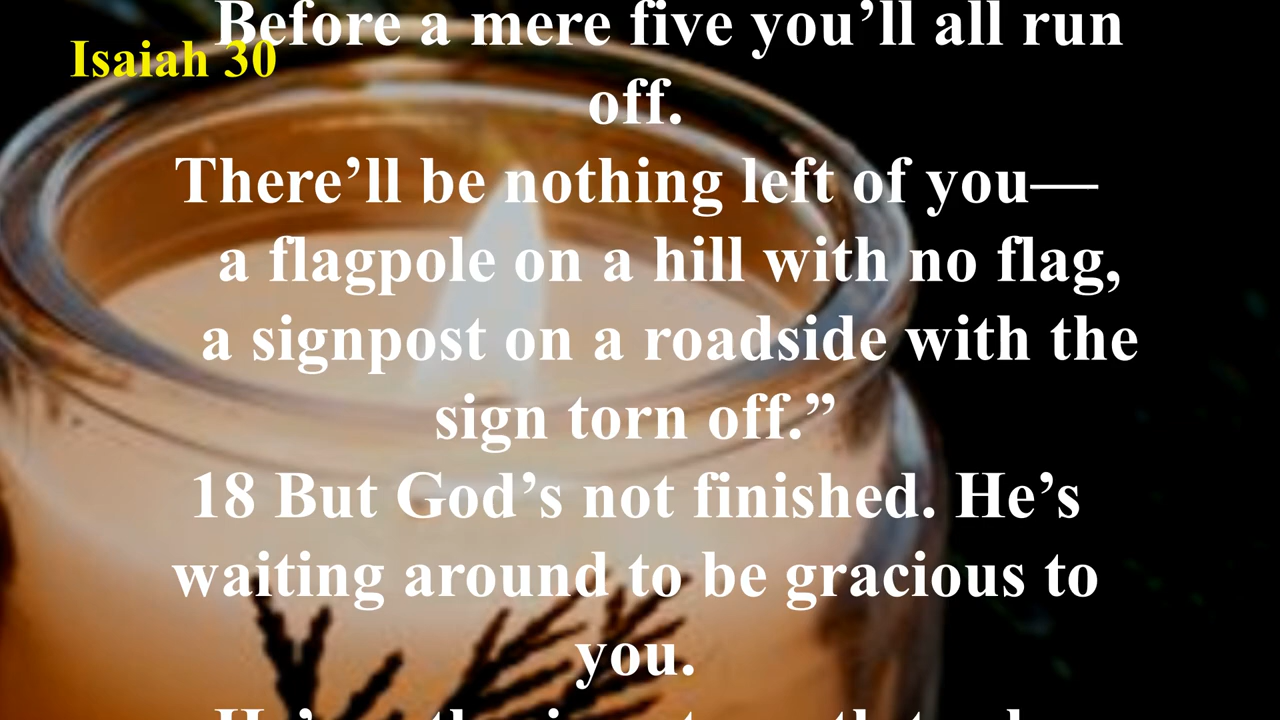 Before a mere five you’ll all run
Isaiah 30
off.
There’ll be nothing left of you—
a flagpole on a hill with no flag,
a signpost on a roadside with the
sign torn off.”
18 But God’s not finished. He’s
waiting around to be gracious to
you.